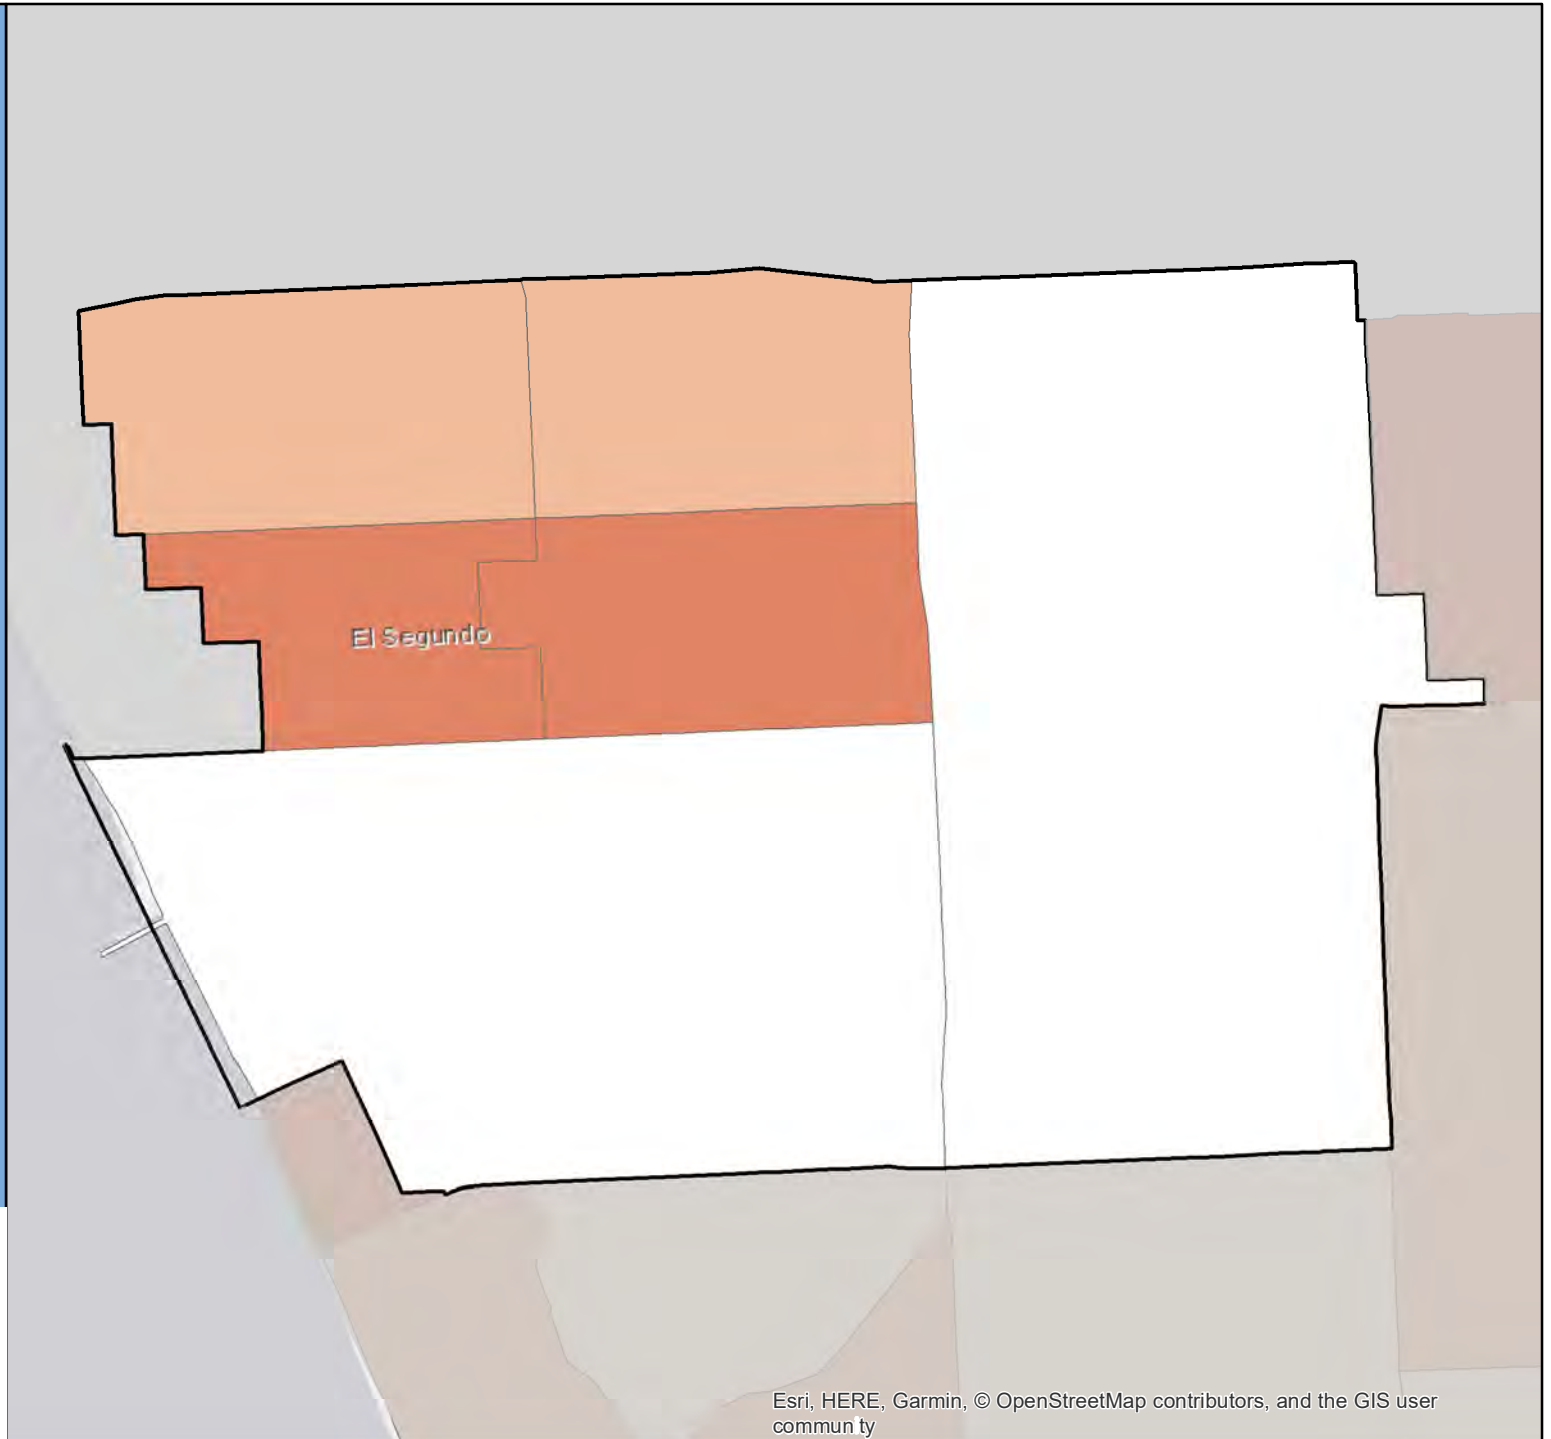 El Segundo
Esri, HERE, Garmin, © OpenStreetMap contributors, and the GIS user
commun ty